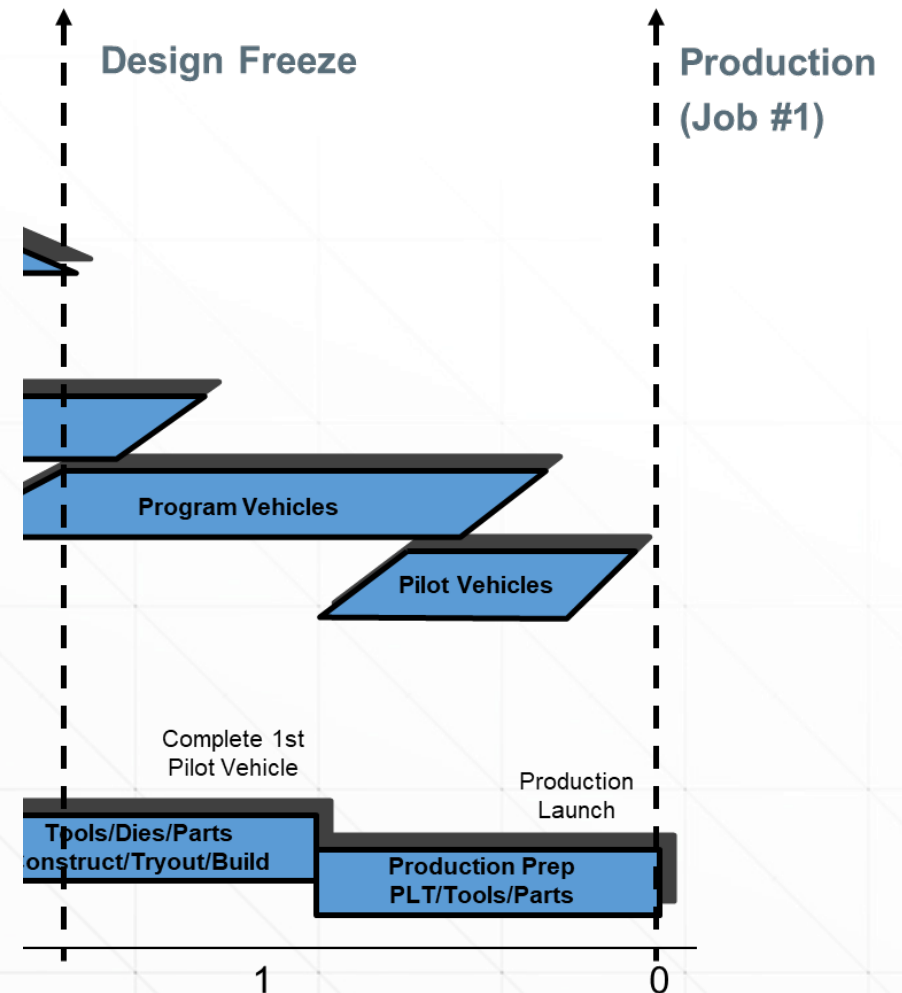 Design Freeze
Production
(Job #1)
Program Vehicles
Pilot Vehicles
Complete 1st
Pilot Vehicle
Production
Launch
Tools/Dies/Parts
onstruct/Tryout/Build
Production Prep
PLT/Tools/Parts
1
0